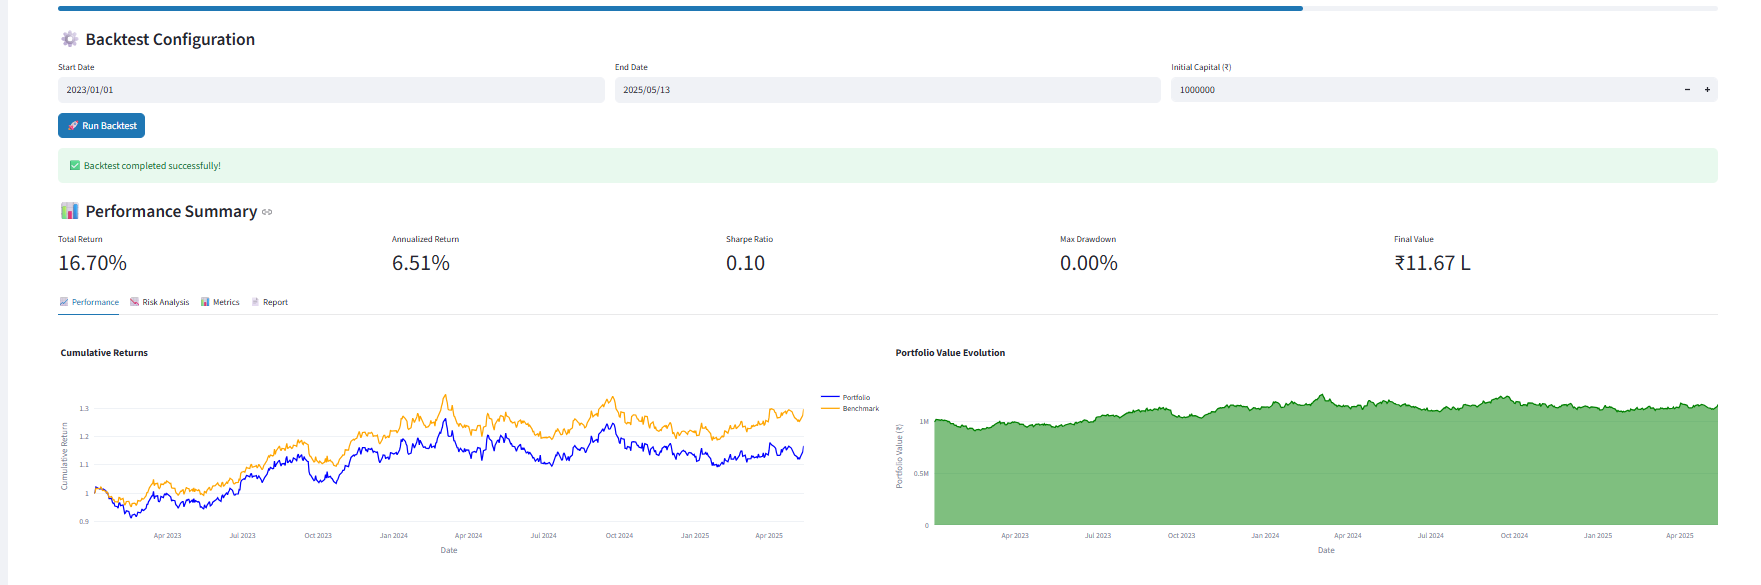 Backtest Configuration
Start Date
End Date
Initial Capital (₹)
2023/01/01
2025/05/13
1000000
− +
Run Backtest
Backtest completed successfully!
Performance Summary
Total Return
Annualized Return
Sharpe Ratio
Max Drawdown
Final Value
16.70%
6.51%
0.10
0.00%
₹11.67 L
Performance
Risk Analysis
Metrics
Report
Cumulative Returns
1.3
1.2
1.1
1
0.9
Cumulative Return
Apr 2023
Jul 2023
Oct 2023
Jan 2024
Apr 2024
Jul 2024
Oct 2024
Jan 2025
Apr 2025
Date
Portfolio
Benchmark
Portfolio Value Evolution
1M
0.5M
0
Portfolio Value (₹)
Apr 2023
Jul 2023
Oct 2023
Jan 2024
Apr 2024
Jul 2024
Oct 2024
Jan 2025
Apr 2025
Date